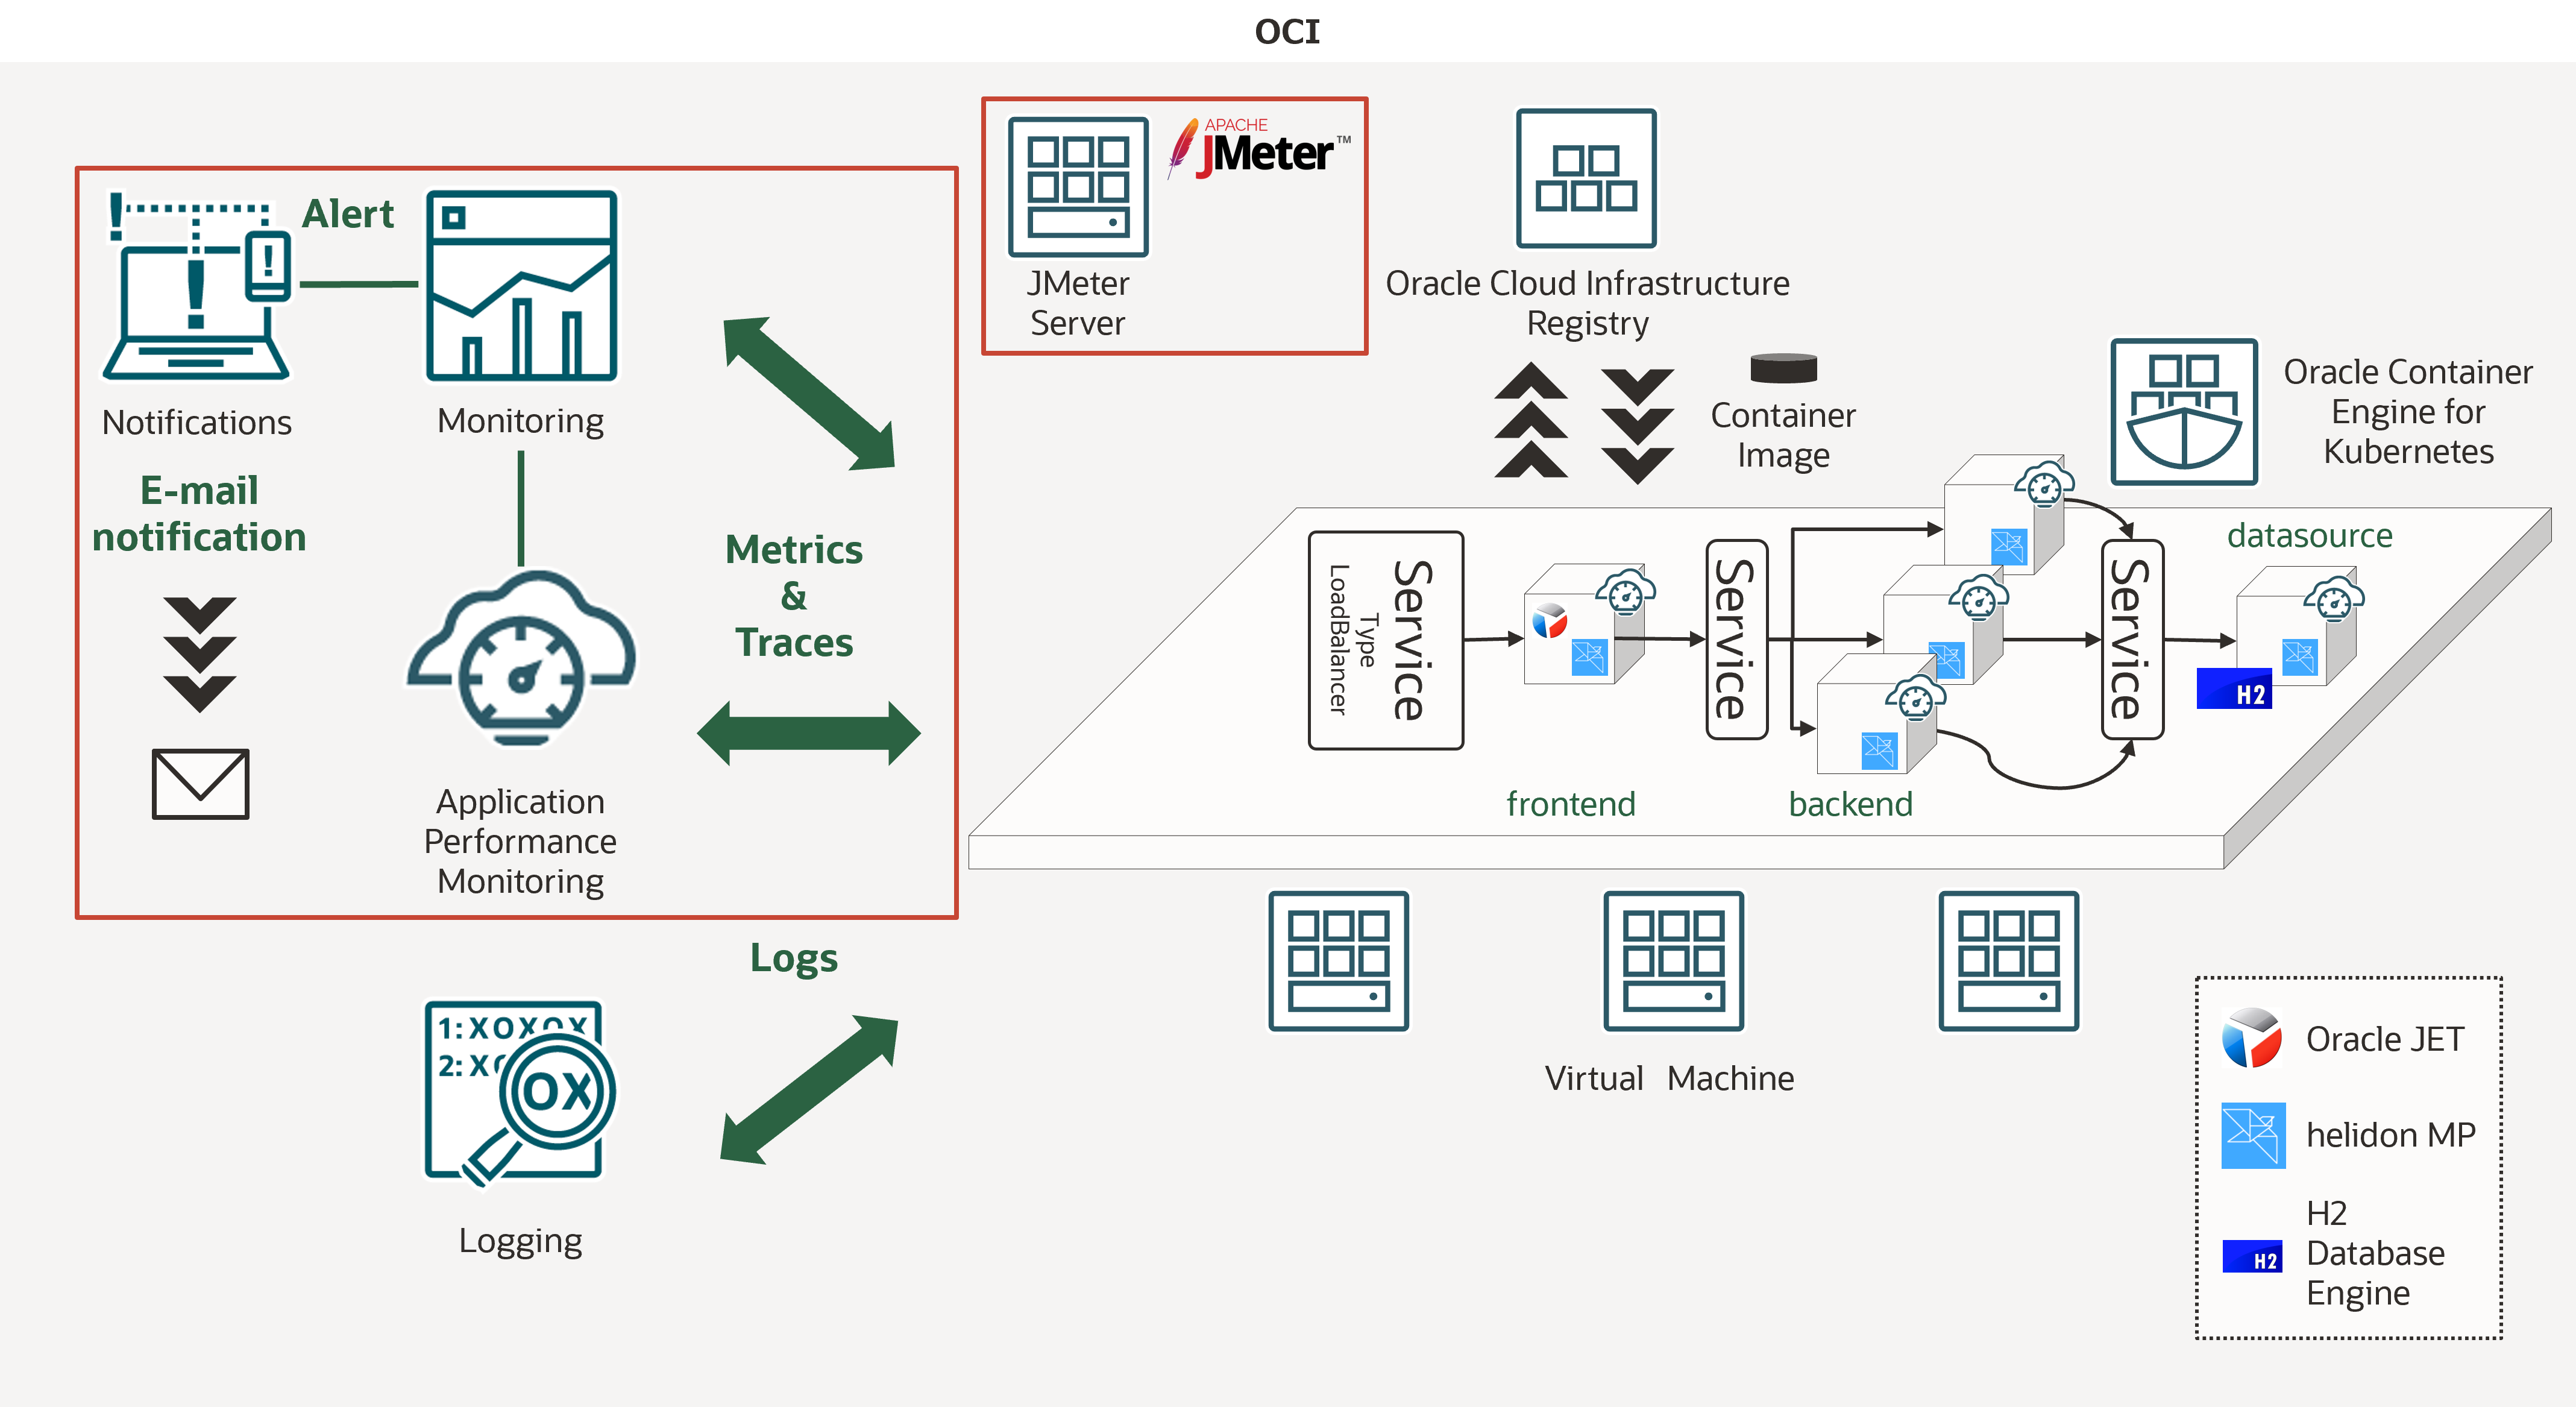 OCI
Alert
Notifications
Monitoring
E-mail
notification
Metrics
&
Traces
Application
Performance
Monitoring
Logs
1: XOXOX
2: XO
OX
Logging
APACHE
JMeter™
JMeter
Server
Oracle Cloud Infrastructure
Registry
Container
Image
Oracle Container
Engine for
Kubernetes
Service
Type
LoadBalancer
Service
Service
datasource
H2
frontend
backend
Virtual Machine
Oracle JET
helidon MP
H2
H2
Database
Engine